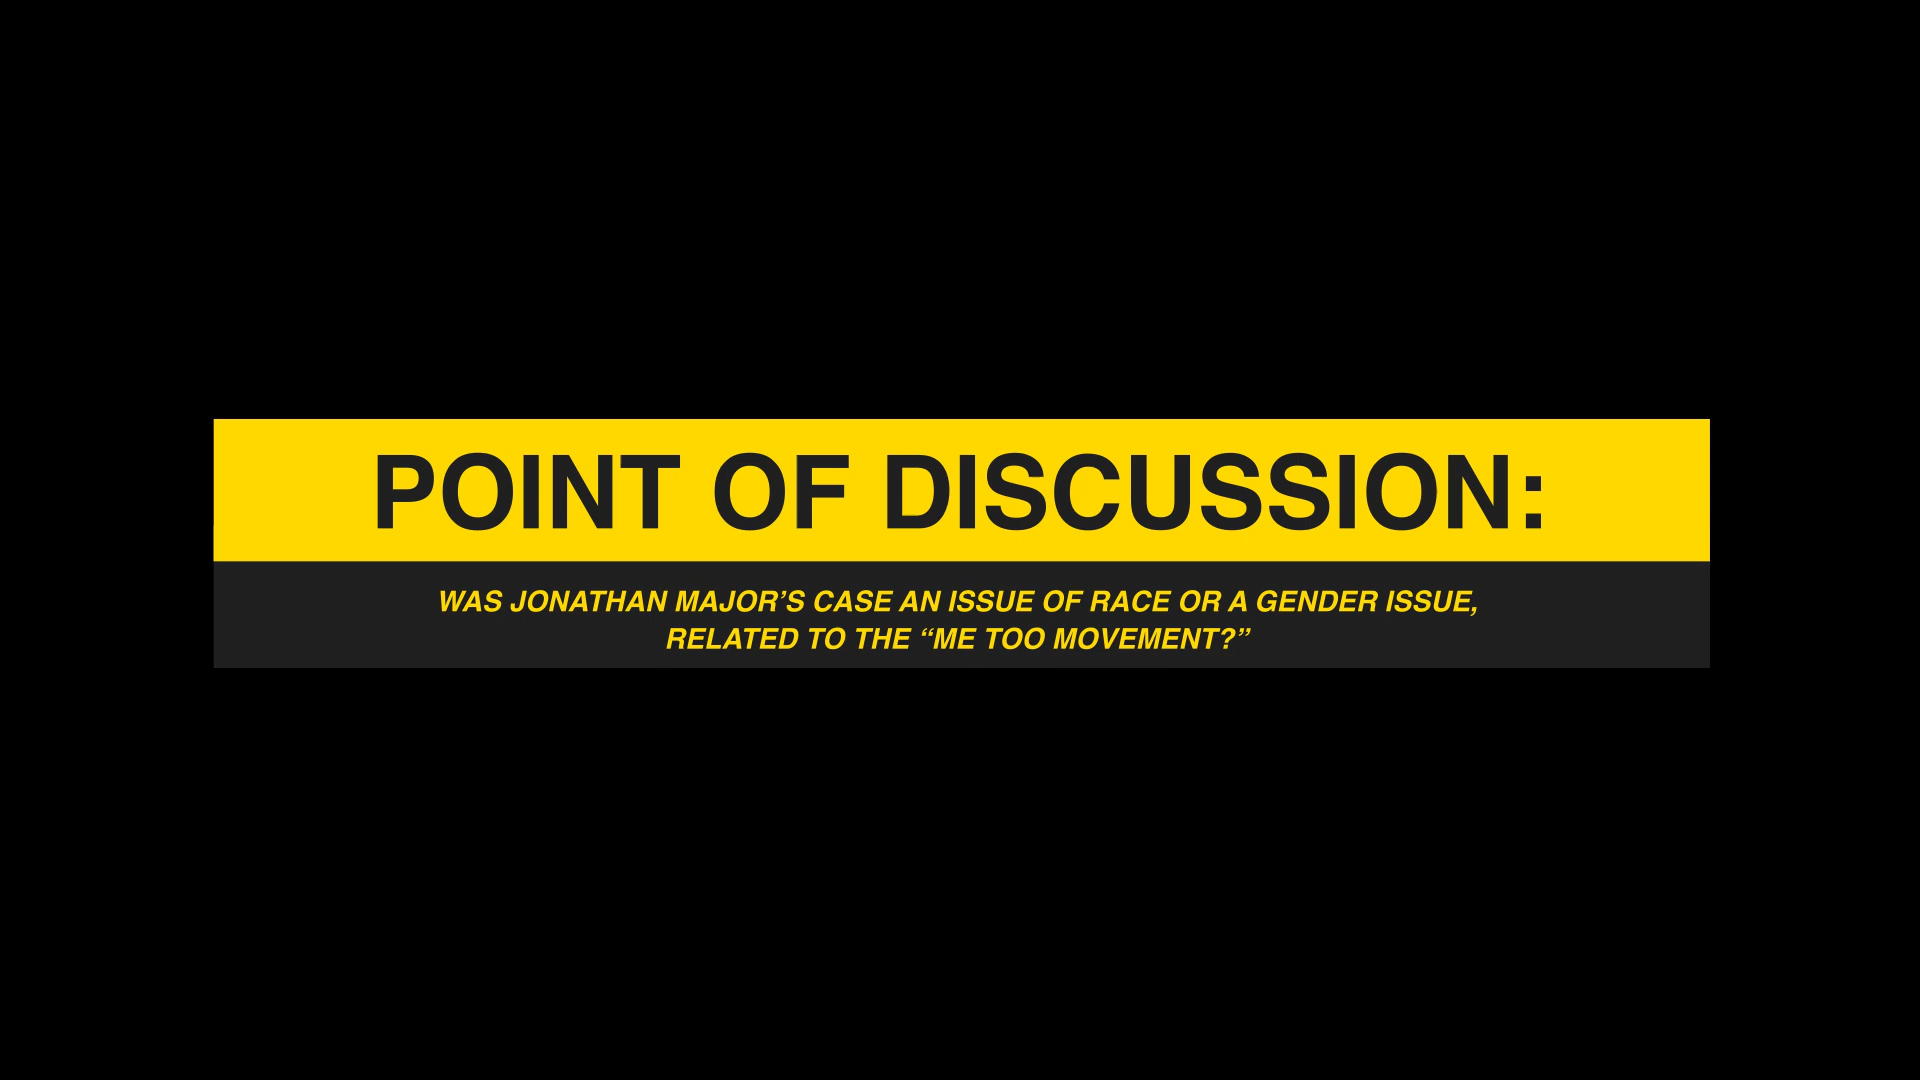 POINT OF DISCUSSION:
WAS JONATHAN MAJOR’S CASE AN ISSUE OF RACE OR A GENDER ISSUE,
RELATED TO THE “ME TOO MOVEMENT?”